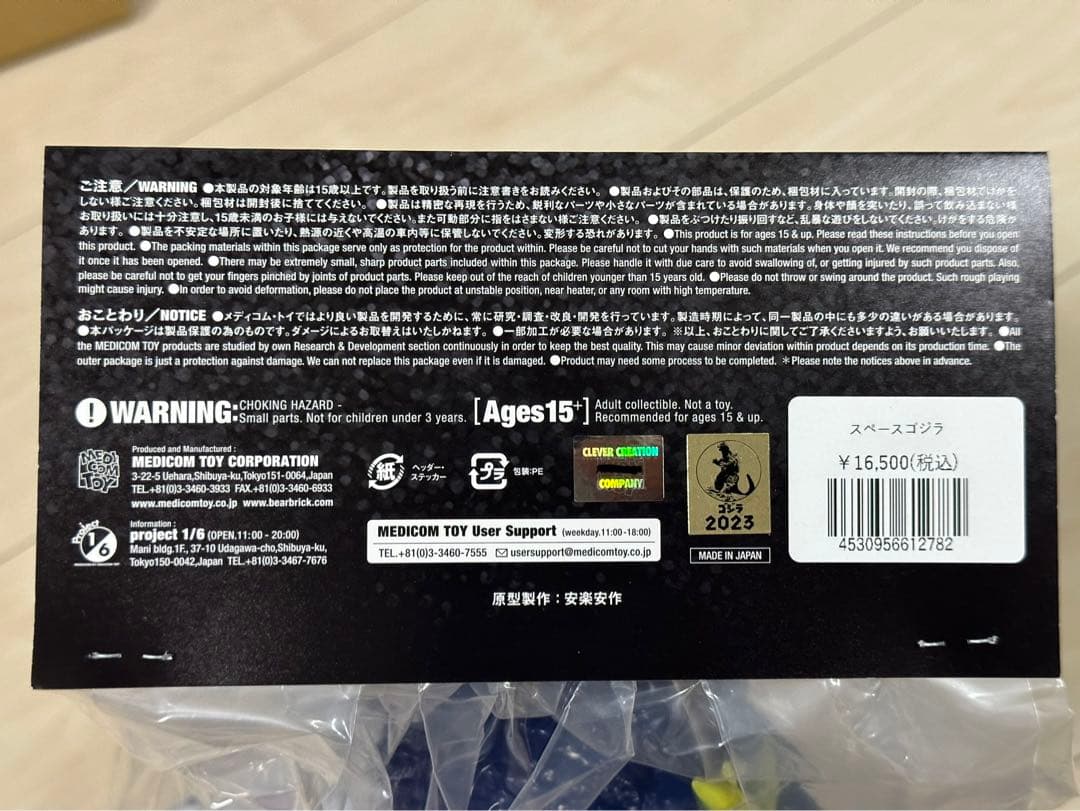 ご注意／WARNING ●本製品の対象年齢は15歳以上です。製品を取り扱う前に注意書きをお読みください。 ●製品およびその部品は、保護のため、梱包材に入っています。開封の際、梱包材でけがを
しない様ご注意ください。梱包材は開封後に捨ててください。 ●製品は精密な再現を行うため、鋭利なパーツや小さなパーツが含まれている場合があります。身体や顔を突いたり、誤って飲み込まない様
お取り扱いには十分注意し、15歳未満のお子様には与えないでください。また可動部分に指をはさまない様ご注意ください。 ●製品をぶつけたり振り回すなど、乱暴な遊びをしないでください。けがをする危険が
あります。 ●製品を不安定な場所に置いたり、熱源の近くや高温の車内等に保管しないでください。変形する恐れがあります。 ●This product is for ages 15 & up. Please read these instructions before you open
this product. ●The packing materials within this package serve only as protection for the product within. Please be careful not to cut your hands with such materials when you open it. We recommend you dispose of
it once it has been opened. ●There may be extremely small, sharp product parts included within this package. Please handle it with due care to avoid swallowing of, or getting injured by such product parts. Also,
please be careful not to get your fingers pinched by joints of product parts. Please keep out of the reach of children younger than 15 years old. ●Please do not throw or swing around the product. Such rough playing
might cause injury. ●In order to avoid deformation, please do not place the product at unstable position, near heater, or any room with high temperature.
おことわり／NOTICE ●メディコム・トイではより良い製品を開発するために、常に研究・調査・改良・開発を行っています。製造時期によって、同一製品の中にも多少の違いがある場合があります。
●本パッケージは製品保護の為のものです。ダメージによるお取替えはいたしかねます。 ●一部加工が必要な場合があります。 ※以上、おことわりに関してご了承くださいますよう、お願いいたします。 ●All
the MEDICOM TOY products are studied by own Research & Development section continuously in order to keep the best quality. This may cause minor deviation within product depends on its production time. ●The
outer package is just a protection against damage. We can not replace this package even if it is damaged. ●Product may need some process to be completed. ＊Please note the notices above in advance.
WARNING: CHOKING HAZARD -
Small parts. Not for children under 3 years.
[Ages15+] Adult collectible. Not a toy.
Recommended for ages 15 & up.
スペースゴジラ
￥16,500(税込)
4530956612782
MEDICOM TOY
Produced and Manufactured :
MEDICOM TOY CORPORATION
3-22-5 Uehara,Shibuya-ku,Tokyo151-0064,Japan
TEL.+81(0)3-3460-3933 FAX.+81(0)3-3460-6933
www.medicomtoy.co.jp www.bearbrick.com
紙 ヘッダー・
ステッカー
プラ 包装:PE
CLEVER CREATION
COMPANY
ゴジラ
2023
MADE IN JAPAN
Project 1/6
Information :
project 1/6 (OPEN.11:00 - 20:00)
Mani bldg.1F., 37-10 Udagawa-cho,Shibuya-ku,
Tokyo150-0042,Japan TEL.+81(0)3-3467-7676
MEDICOM TOY User Support (weekday.11:00-18:00)
TEL.+81(0)3-3460-7555 usersupport@medicomtoy.co.jp
原型製作：安楽安作